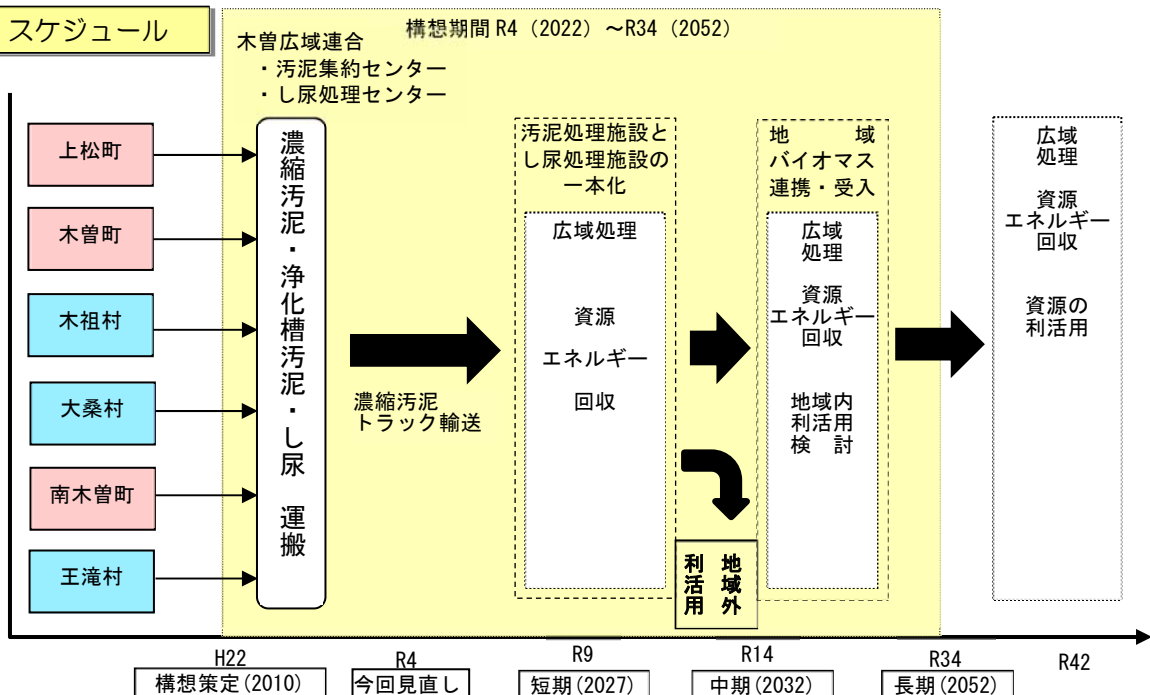 スケジュール
構想期間 R4（2022）～R34（2052）
木曽広域連合
・汚泥集約センター
・し尿処理センター
上松町
木曽町
木祖村
大桑村
南木曽町
王滝村
濃縮汚泥・浄化槽汚泥・し尿 運搬
濃縮汚泥
トラック輸送
汚泥処理施設と
し尿処理施設の
一本化
広域処理
資源
エネルギー
回収
地域外
利活用
地 域
バイオマス
連携・受入
広域
処理
資源
エネルギー
回収
地域内
利活用
検 討
広域
処理
資源
エネルギー
回収
資源の
利活用
H22
構想策定(2010)
R4
今回見直し
R9
短期(2027)
R14
中期(2032)
R34
長期(2052)
R42